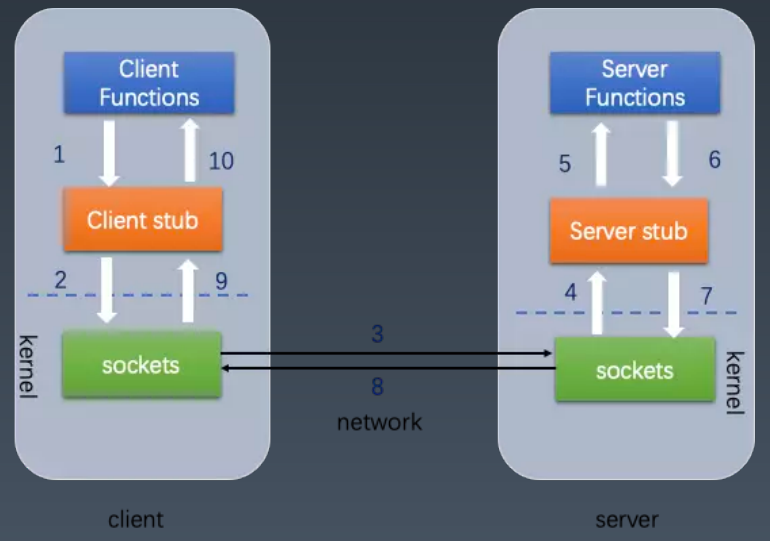 Client
Functions
1
10
Client stub
2
9
kernel
sockets
client
3
8
network
Server
Functions
5
6
Server stub
4
7
sockets
kernel
server